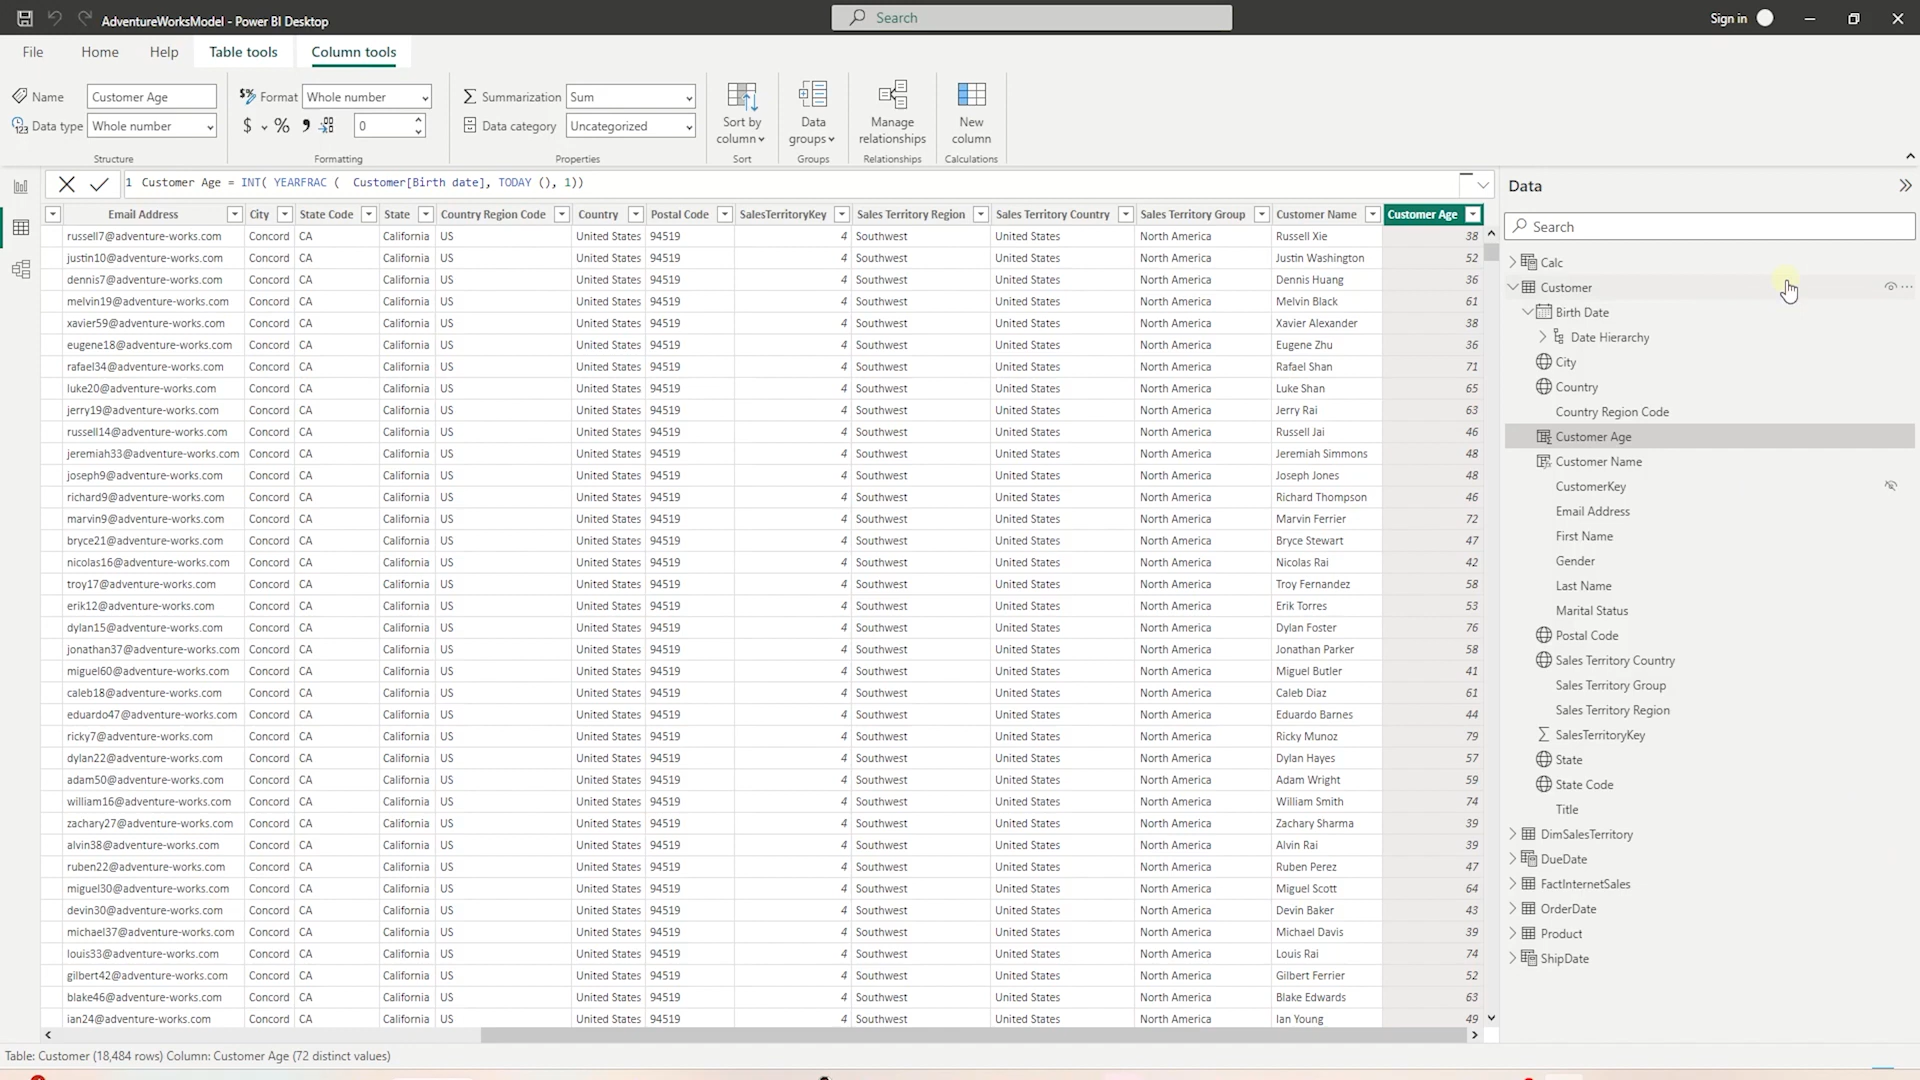 AdventureWorksModel - Power BI Desktop
Search
Sign in
File Home Help Table tools Column tools
Name Customer Age
Data type Whole number
Structure
Format Whole number
$ % 0
Formatting
Summarization Sum
Data category Uncategorized
Properties
Sort by column
Sort
Data groups
Groups
Manage relationships
Relationships
New column
Calculations
1 Customer Age = INT( YEARFRAC ( Customer[Birth date], TODAY (), 1))
Email Address City State Code State Country Region Code Country Postal Code SalesTerritoryKey Sales Territory Region Sales Territory Country Sales Territory Group Customer Name Customer Age
russell7@adventure-works.com Concord CA California US United States 94519 4 Southwest United States North America Russell Xie 38
justin10@adventure-works.com Concord CA California US United States 94519 4 Southwest United States North America Justin Washington 52
dennis7@adventure-works.com Concord CA California US United States 94519 4 Southwest United States North America Dennis Huang 36
melvin19@adventure-works.com Concord CA California US United States 94519 4 Southwest United States North America Melvin Black 61
xavier59@adventure-works.com Concord CA California US United States 94519 4 Southwest United States North America Xavier Alexander 38
eugene18@adventure-works.com Concord CA California US United States 94519 4 Southwest United States North America Eugene Zhu 36
rafael34@adventure-works.com Concord CA California US United States 94519 4 Southwest United States North America Rafael Shan 71
luke20@adventure-works.com Concord CA California US United States 94519 4 Southwest United States North America Luke Shan 65
jerry19@adventure-works.com Concord CA California US United States 94519 4 Southwest United States North America Jerry Rai 63
russell14@adventure-works.com Concord CA California US United States 94519 4 Southwest United States North America Russell Jai 46
jeremiah33@adventure-works.com Concord CA California US United States 94519 4 Southwest United States North America Jeremiah Simmons 48
joseph9@adventure-works.com Concord CA California US United States 94519 4 Southwest United States North America Joseph Jones 48
richard9@adventure-works.com Concord CA California US United States 94519 4 Southwest United States North America Richard Thompson 46
marvin9@adventure-works.com Concord CA California US United States 94519 4 Southwest United States North America Marvin Ferrier 72
bryce21@adventure-works.com Concord CA California US United States 94519 4 Southwest United States North America Bryce Stewart 47
nicolas16@adventure-works.com Concord CA California US United States 94519 4 Southwest United States North America Nicolas Rai 42
troy17@adventure-works.com Concord CA California US United States 94519 4 Southwest United States North America Troy Fernandez 58
erik12@adventure-works.com Concord CA California US United States 94519 4 Southwest United States North America Erik Torres 53
dylan15@adventure-works.com Concord CA California US United States 94519 4 Southwest United States North America Dylan Foster 76
jonathan37@adventure-works.com Concord CA California US United States 94519 4 Southwest United States North America Jonathan Parker 58
miguel60@adventure-works.com Concord CA California US United States 94519 4 Southwest United States North America Miguel Butler 41
caleb18@adventure-works.com Concord CA California US United States 94519 4 Southwest United States North America Caleb Diaz 61
eduardo47@adventure-works.com Concord CA California US United States 94519 4 Southwest United States North America Eduardo Barnes 44
ricky7@adventure-works.com Concord CA California US United States 94519 4 Southwest United States North America Ricky Munoz 79
dylan22@adventure-works.com Concord CA California US United States 94519 4 Southwest United States North America Dylan Hayes 57
adam50@adventure-works.com Concord CA California US United States 94519 4 Southwest United States North America Adam Wright 59
william16@adventure-works.com Concord CA California US United States 94519 4 Southwest United States North America William Smith 74
zachary27@adventure-works.com Concord CA California US United States 94519 4 Southwest United States North America Zachary Sharma 39
alvin38@adventure-works.com Concord CA California US United States 94519 4 Southwest United States North America Alvin Rai 39
ruben22@adventure-works.com Concord CA California US United States 94519 4 Southwest United States North America Ruben Perez 47
miguel30@adventure-works.com Concord CA California US United States 94519 4 Southwest United States North America Miguel Scott 64
devin30@adventure-works.com Concord CA California US United States 94519 4 Southwest United States North America Devin Baker 43
michael37@adventure-works.com Concord CA California US United States 94519 4 Southwest United States North America Michael Davis 39
louis33@adventure-works.com Concord CA California US United States 94519 4 Southwest United States North America Louis Rai 74
gilbert42@adventure-works.com Concord CA California US United States 94519 4 Southwest United States North America Gilbert Ferrier 52
blake46@adventure-works.com Concord CA California US United States 94519 4 Southwest United States North America Blake Edwards 63
ian24@adventure-works.com Concord CA California US United States 94519 4 Southwest United States North America Ian Young 49
Table: Customer (18,484 rows) Column: Customer Age (72 distinct values)
Data
Search
Calc
Customer
Birth Date
Date Hierarchy
City
Country
Country Region Code
Customer Age
Customer Name
CustomerKey
Email Address
First Name
Gender
Last Name
Marital Status
Postal Code
Sales Territory Country
Sales Territory Group
Sales Territory Region
SalesTerritoryKey
State
State Code
Title
DimSalesTerritory
DueDate
FactInternetSales
OrderDate
Product
ShipDate